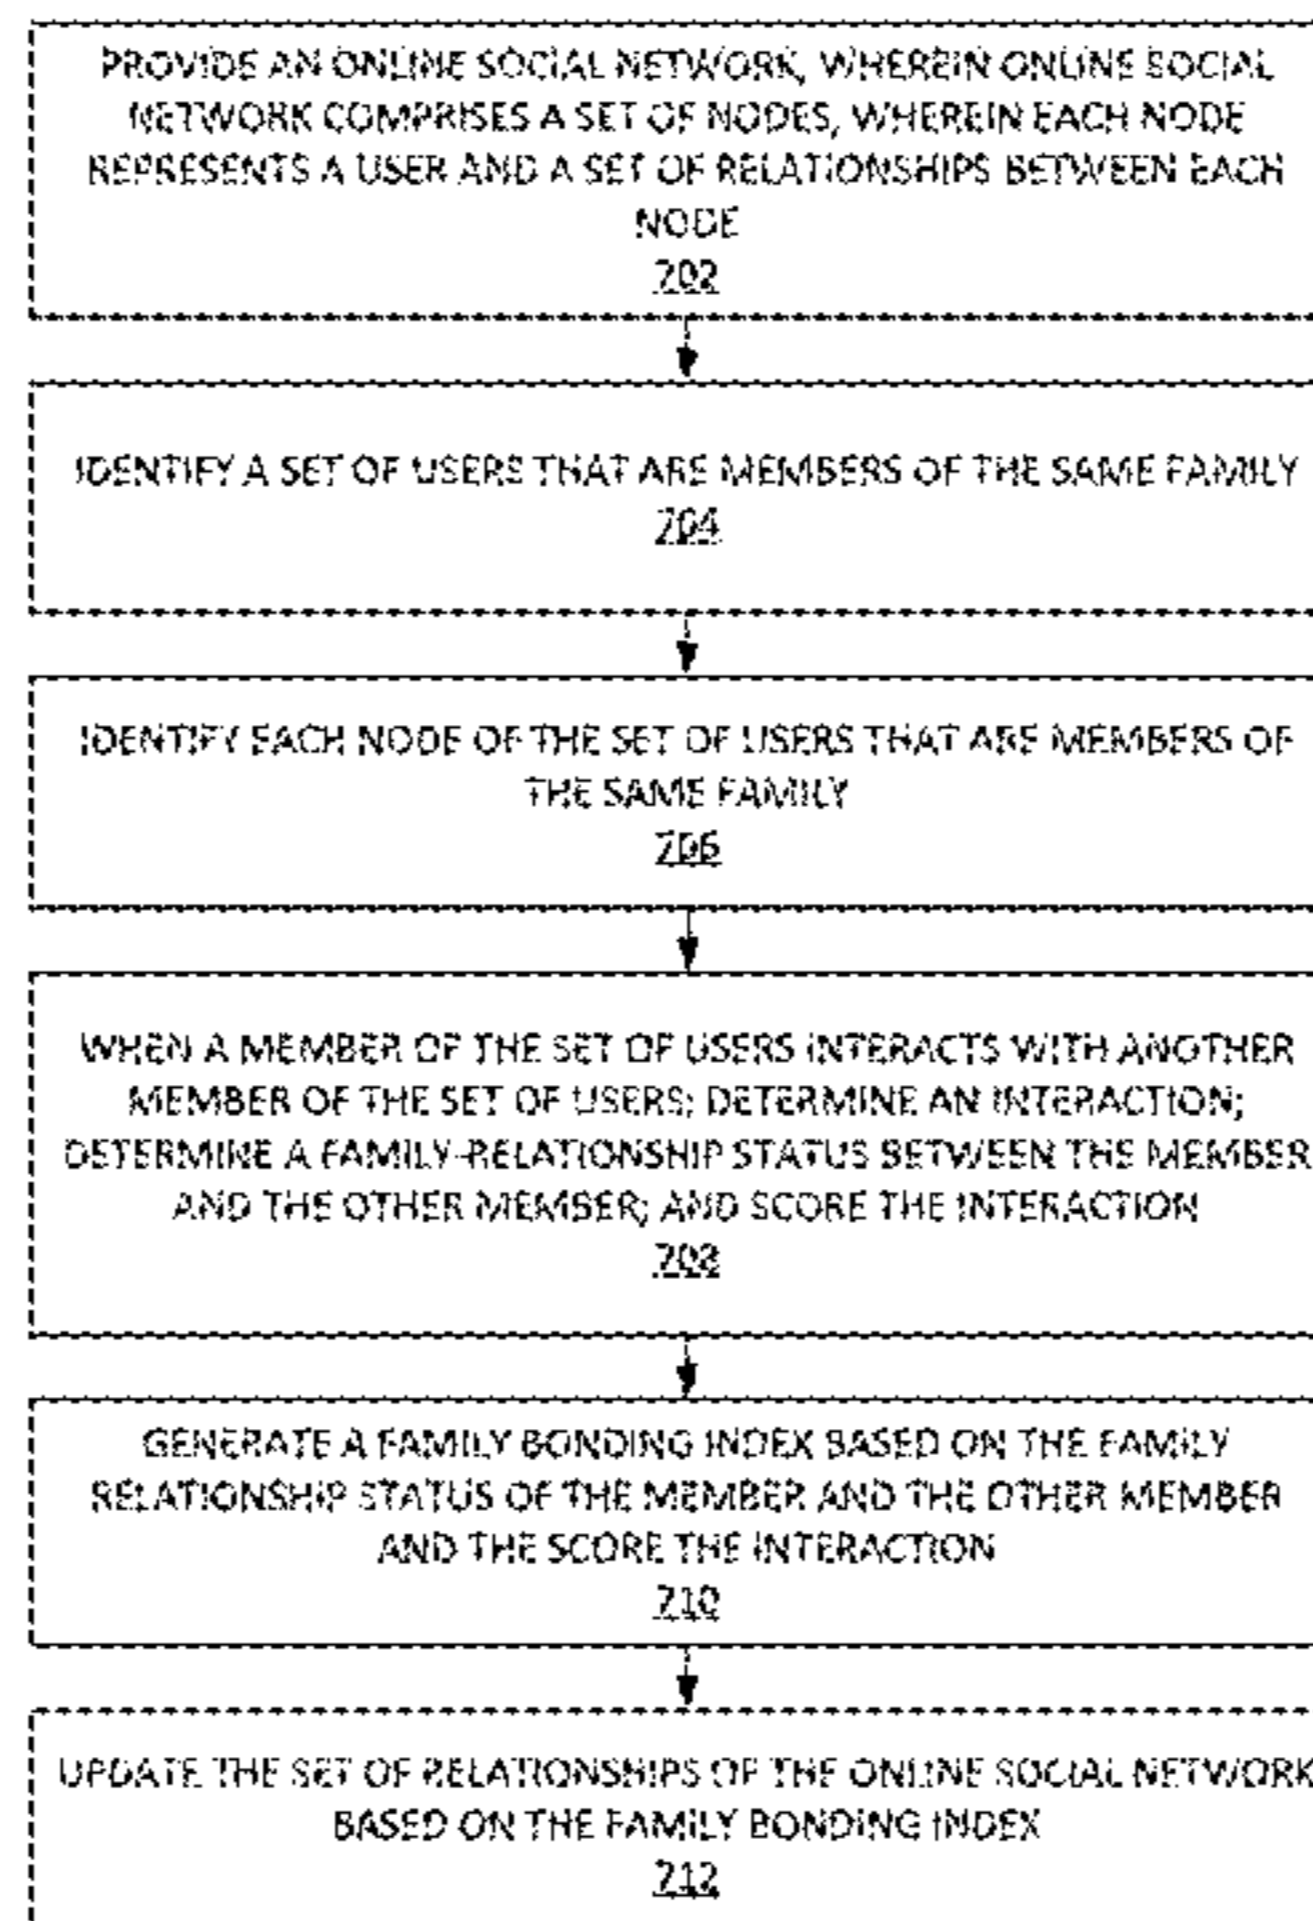 PROVIDE AN ONLINE SOCIAL NETWORK, WHEREIN ONLINE SOCIAL
NETWORK COMPRISES A SET OF NODES, WHEREIN EACH NODE
REPRESENTS A USER AND A SET OF RELATIONSHIPS BETWEEN EACH
NODE
702
IDENTIFY A SET OF USERS THAT ARE MEMBERS OF THE SAME FAMILY
704
IDENTIFY EACH NODE OF THE SET OF USERS THAT ARE MEMBERS OF
THE SAME FAMILY
706
WHEN A MEMBER OF THE SET OF USERS INTERACTS WITH ANOTHER
MEMBER OF THE SET OF USERS; DETERMINE AN INTERACTION;
DETERMINE A FAMILY-RELATIONSHIP STATUS BETWEEN THE MEMBER
AND THE OTHER MEMBER; AND SCORE THE INTERACTION
708
GENERATE A FAMILY BONDING INDEX BASED ON THE FAMILY
RELATIONSHIP STATUS OF THE MEMBER AND THE OTHER MEMBER
AND THE SCORE THE INTERACTION
710
UPDATE THE SET OF RELATIONSHIPS OF THE ONLINE SOCIAL NETWORK
BASED ON THE FAMILY BONDING INDEX
712